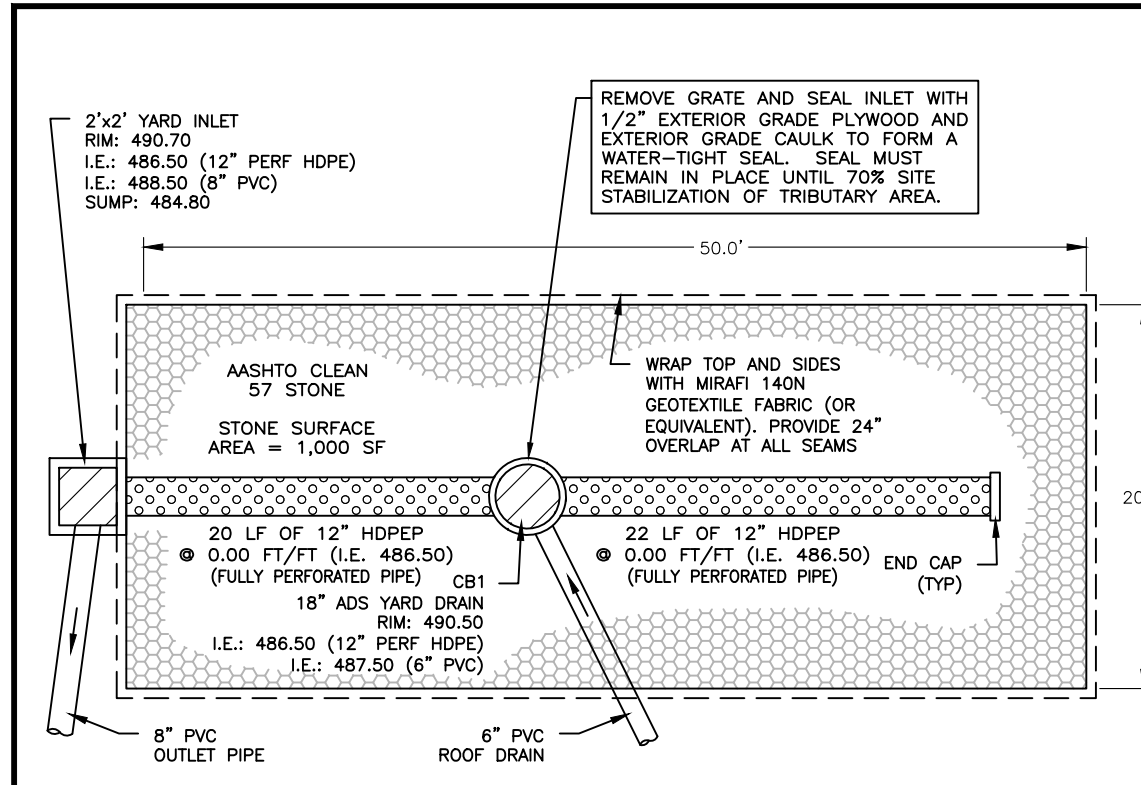 2'x2' YARD INLET
RIM: 490.70
I.E.: 486.50 (12" PERF HDPE)
I.E.: 488.50 (8" PVC)
SUMP: 484.80
REMOVE GRATE AND SEAL INLET WITH
1/2" EXTERIOR GRADE PLYWOOD AND
EXTERIOR GRADE CAULK TO FORM A
WATER-TIGHT SEAL. SEAL MUST
REMAIN IN PLACE UNTIL 70% SITE
STABILIZATION OF TRIBUTARY AREA.
50.0'
AASHTO CLEAN
57 STONE
STONE SURFACE
AREA = 1,000 SF
WRAP TOP AND SIDES
WITH MIRAFI 140N
GEOTEXTILE FABRIC (OR
EQUIVALENT). PROVIDE 24"
OVERLAP AT ALL SEAMS
20
20 LF OF 12" HDPEP
@ 0.00 FT/FT (I.E. 486.50)
(FULLY PERFORATED PIPE)
CB1
18" ADS YARD DRAIN
RIM: 490.50
I.E.: 486.50 (12" PERF HDPE)
I.E.: 487.50 (6" PVC)
22 LF OF 12" HDPEP
@ 0.00 FT/FT (I.E. 486.50)
(FULLY PERFORATED PIPE)
END CAP
(TYP)
8" PVC
OUTLET PIPE
6" PVC
ROOF DRAIN